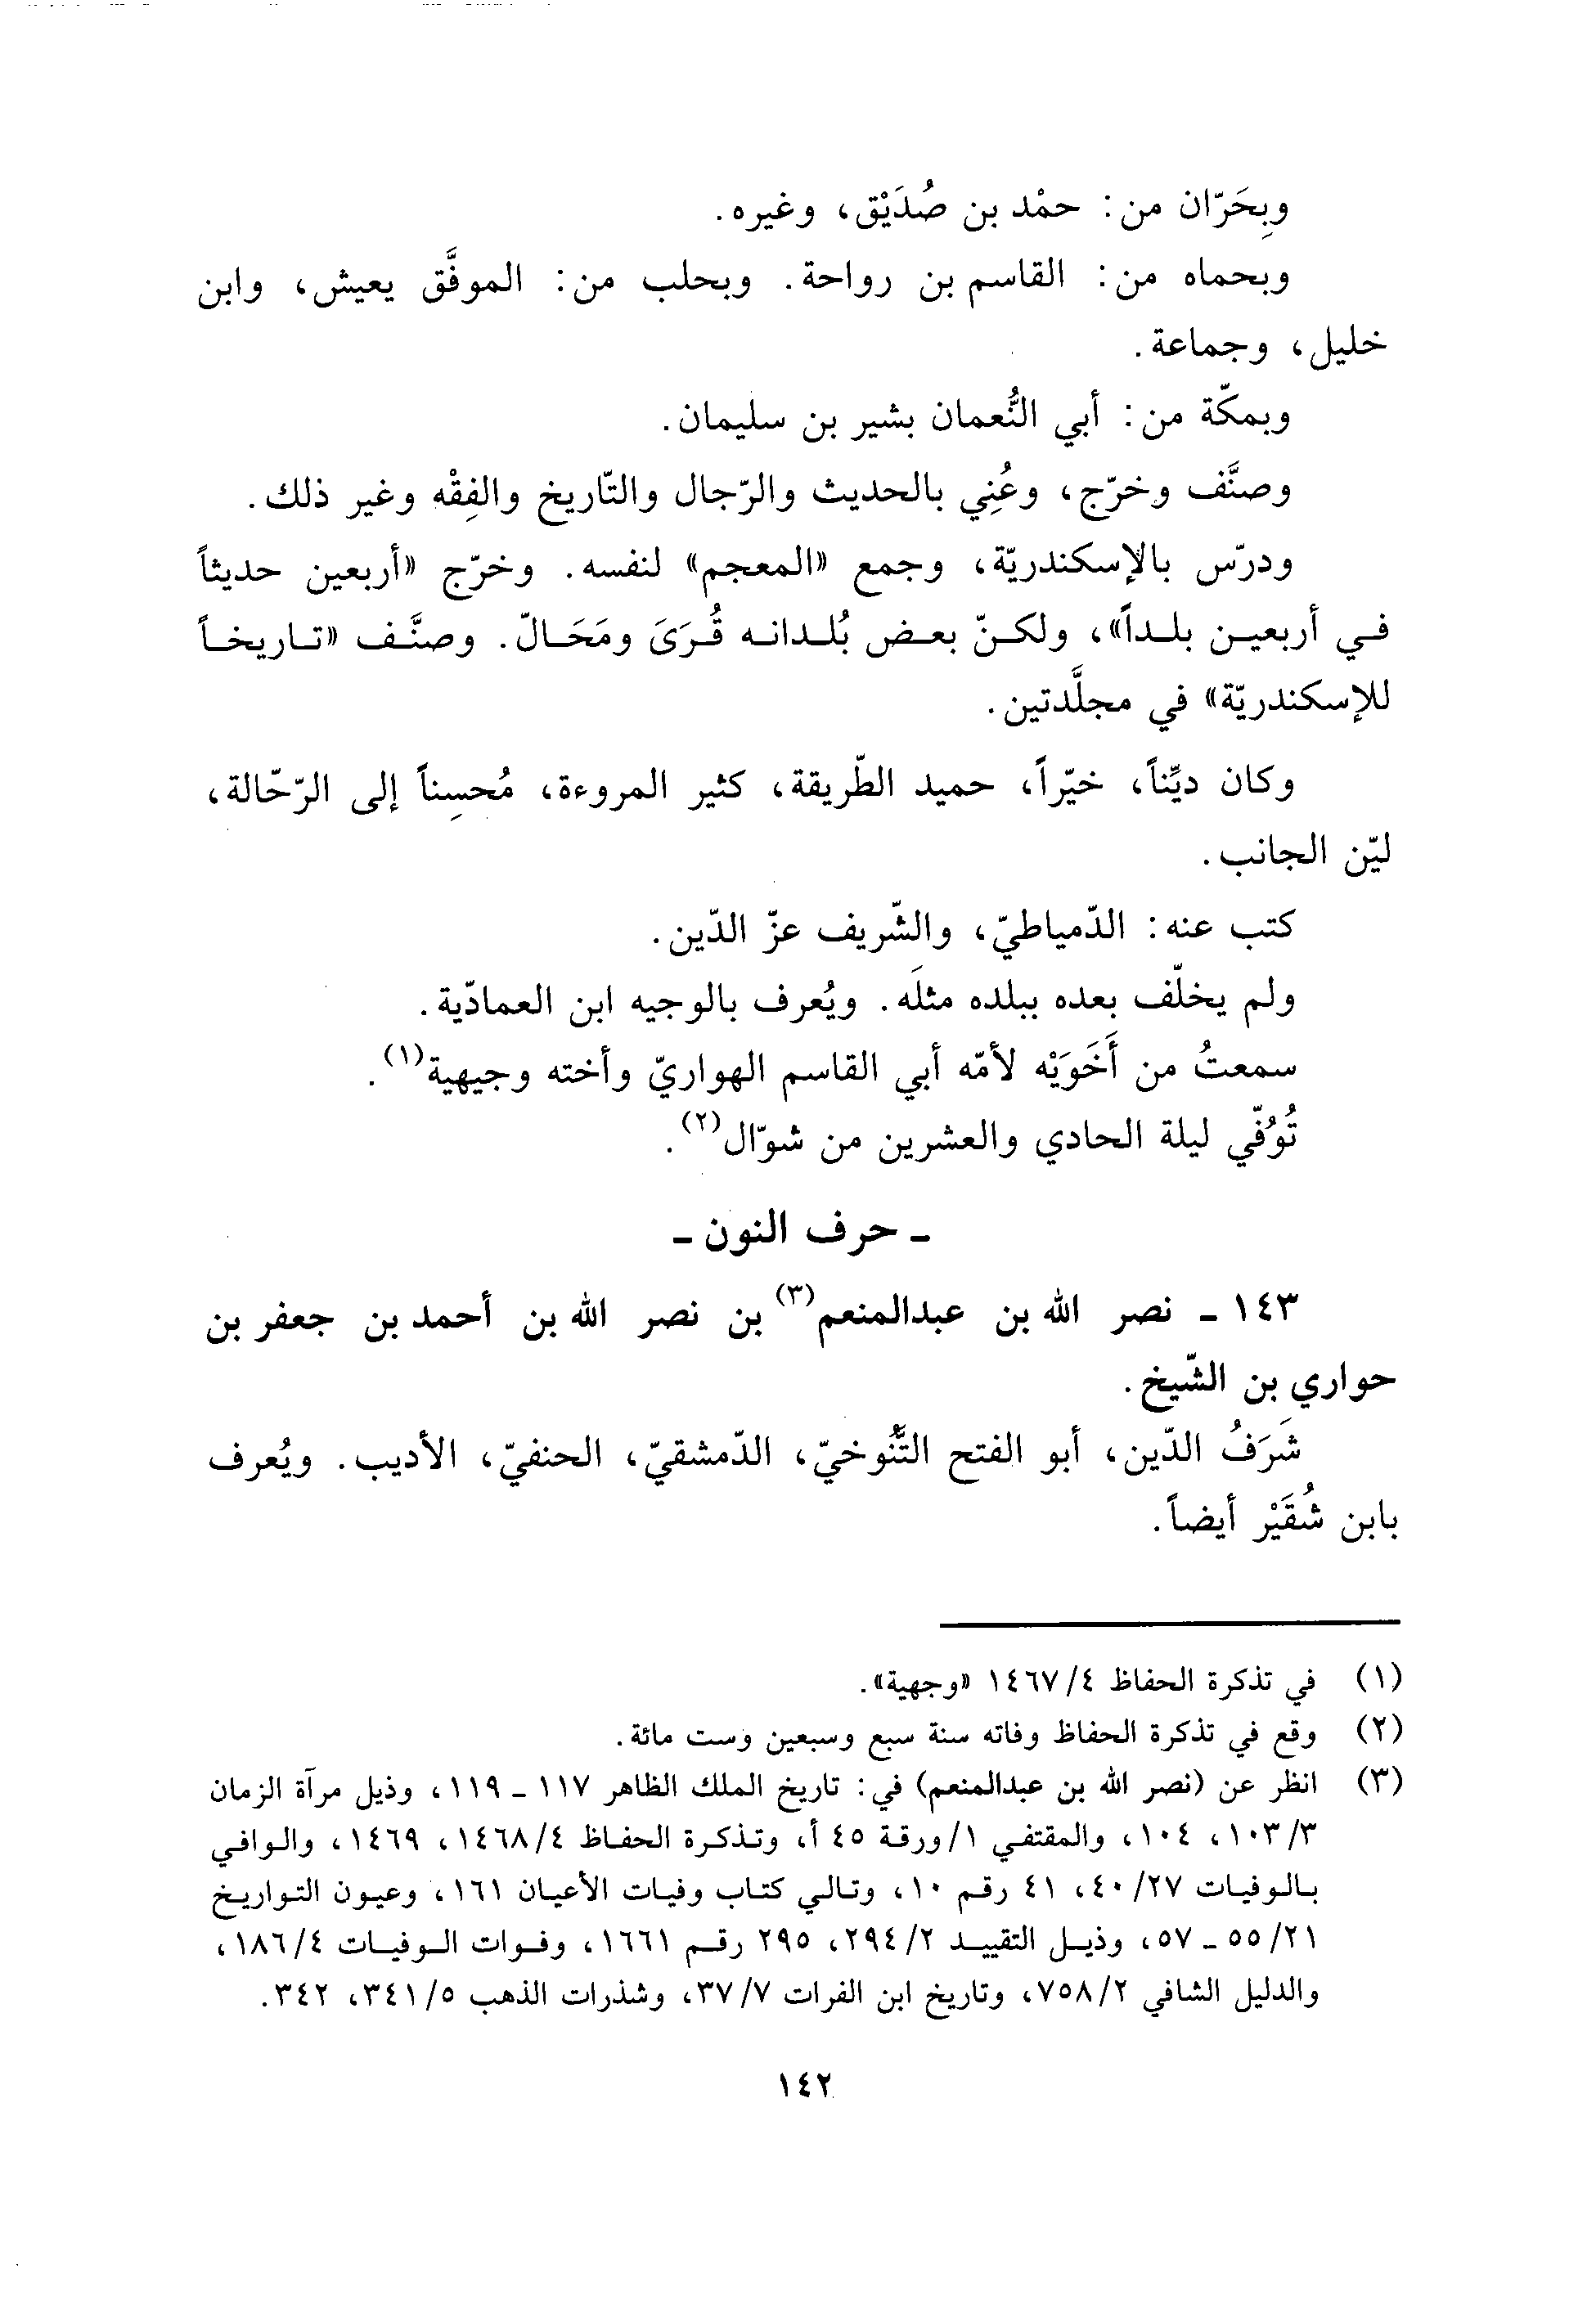 وبِحَرّان من: حمْد بن صُدَيْق، وغيره.
وبحماه من: القاسم بن رواحة. وبحلب من: الموفَّق يعيش، وابن
خليل، وجماعة.
وبمكّة من: أبي النُّعمان بشير بن سليمان.
وصنَّف وخرّج، وعُنِي بالحديث والرّجال والتّاريخ والفِقْه وغير ذلك.
ودرّس بالإسكندريّة، وجمع «المعجم» لنفسه. وخرّج «أربعين حديثاً
في أربعين بلداً»، ولكنّ بعض بُلدانه قُرَىَ ومَحَالّ. وصنَّف «تاريخاً
للإسكندريّة» في مجلَّدتين.
وكان ديِّناً، خيّراً، حميد الطّريقة، كثير المروءة، مُحسِناً إلى الرّحّالة،
ليّن الجانب.
كتب عنه: الدّمياطيّ، والشّريف عزّ الدّين.
ولم يخلّف بعده ببلده مثلَه. ويُعرف بالوجيه ابن العمادّية.
سمعتُ من أَخَوَيْه لأمّه أبي القاسم الهواريّ وأخته وجيهية(١).
تُوُفّي ليلة الحادي والعشرين من شوّال(٢).
ـ حرف النون ـ
١٤٣ ـ نصر الله بن عبدالمنعم(٣) بن نصر الله بن أحمد بن جعفر بن
حواري بن الشّيخ.
شَرَفُ الدّين، أبو الفتح التَّنُوخيّ، الدّمشقيّ، الحنفيّ، الأديب. ويُعرف
بابن شُقَيْر أيضاً.
(١) في تذكرة الحفاظ ١٤٦٧/٤ «وجهية».
(٢) وقع في تذكرة الحفاظ وفاته سنة سبع وسبعين وست مائة.
(٣) انظر عن (نصر الله بن عبدالمنعم) في: تاريخ الملك الظاهر ١١٧ ـ ١١٩، وذيل مرآة الزمان
١٠٣/٣، ١٠٤، والمقتفي ١/ورقة ٤٥ أ، وتذكرة الحفاظ ١٤٦٨/٤، ١٤٦٩، والوافي
بالوفيات ٤٠/٢٧، ٤١ رقم ١٠، وتالي كتاب وفيات الأعيان ١٦١، وعيون التواريخ
٥٥/٢١ ـ ٥٧، وذيل التقييد ٢٩٤/٢، ٢٩٥ رقم ١٦٦١، وفوات الوفيات ١٨٦/٤،
والدليل الشافي ٧٥٨/٢، وتاريخ ابن الفرات ٣٧/٧، وشذرات الذهب ٣٤١/٥، ٣٤٢.
١٤٢